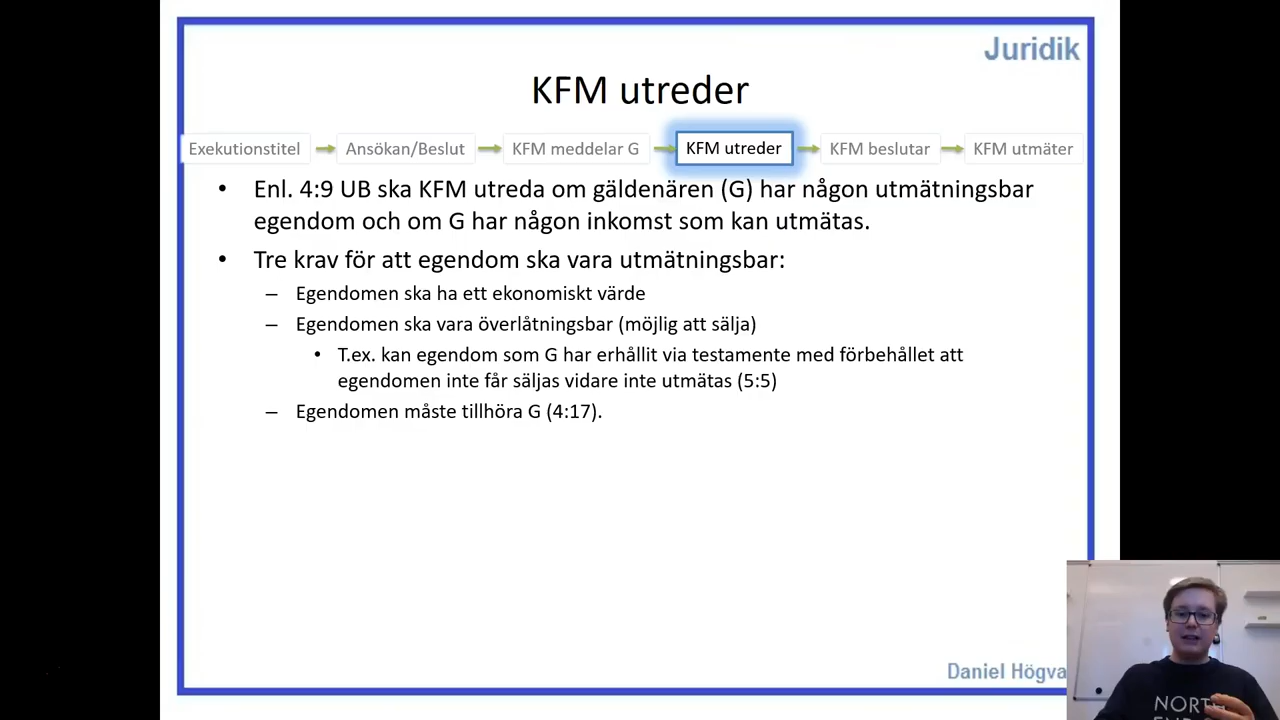 Juridik
KFM utreder
Exekutionstitel
Ansökan/Beslut
KFM meddelar G
KFM utreder
KFM beslutar
KFM utmäter
• Enl. 4:9 UB ska KFM utreda om gäldenären (G) har någon utmätningsbar
egendom och om G har någon inkomst som kan utmätas.
• Tre krav för att egendom ska vara utmätningsbar:
– Egendomen ska ha ett ekonomiskt värde
– Egendomen ska vara överlåtningsbar (möjlig att sälja)
• T.ex. kan egendom som G har erhållit via testamente med förbehållet att
egendomen inte får säljas vidare inte utmätas (5:5)
– Egendomen måste tillhöra G (4:17).
Daniel Högva
NORTH